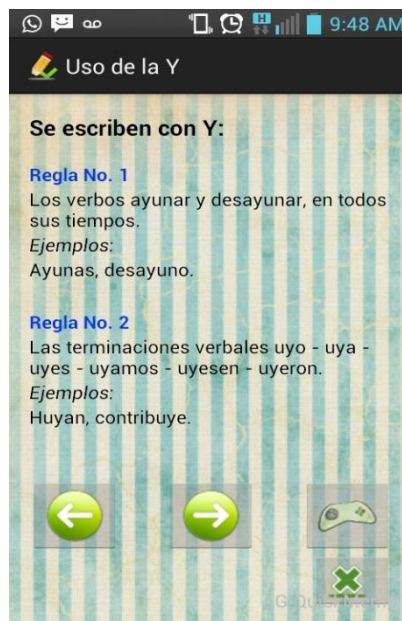 9:48 AM
Uso de la Y
Se escriben con Y:
Regla No. 1
Los verbos ayunar y desayunar, en todos
sus tiempos.
Ejemplos:
Ayunas, desayuno.
Regla No. 2
Las terminaciones verbales uyo - uya -
uyes - uyamos - uyesen - uyeron.
Ejemplos:
Huyan, contribuye.